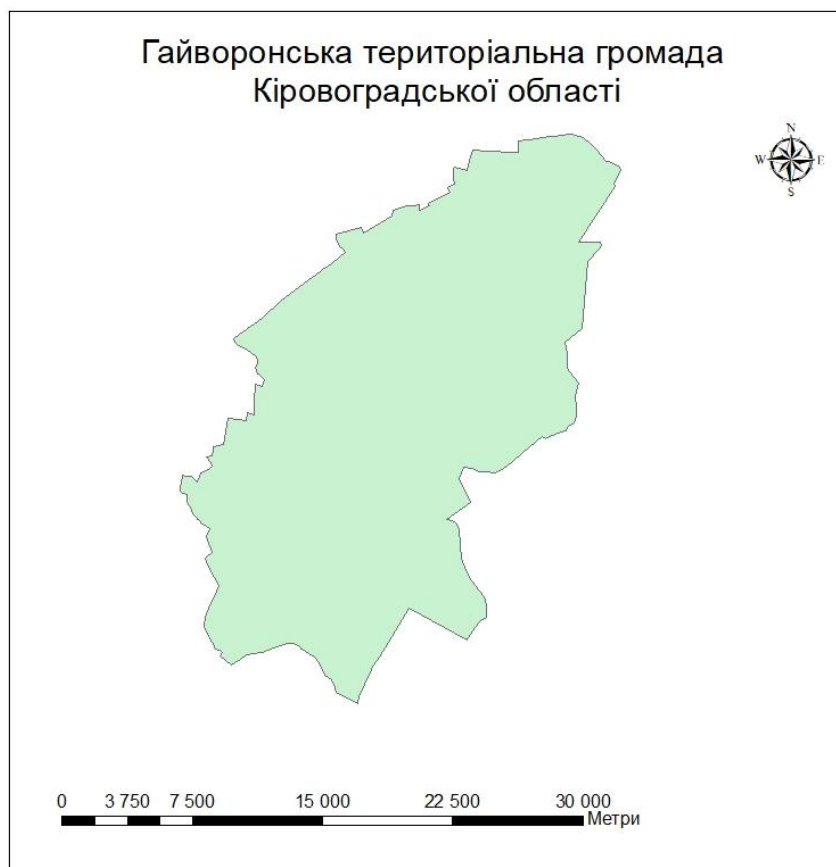 Гайворонська територіальна громада
Кіровоградської області
N
W E
S
0 3 750 7 500 15 000 22 500 30 000
Метри